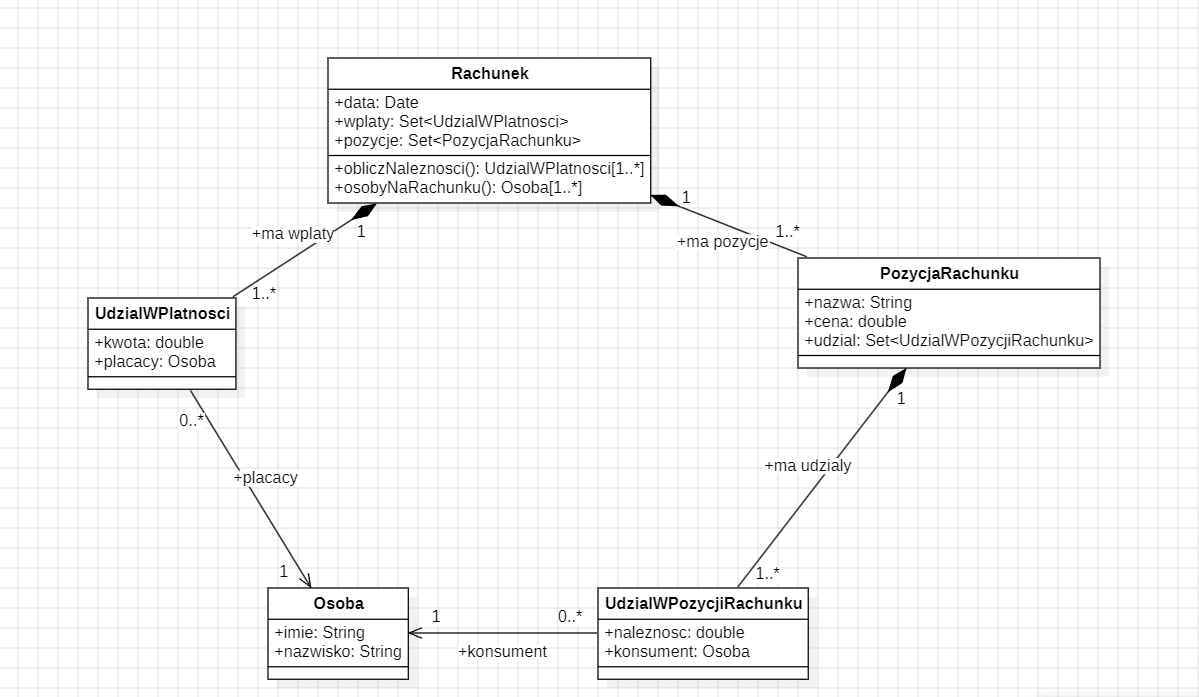 Rachunek
+data: Date
+wplaty: Set<UdzialWPlatnosci>
+pozycje: Set<PozycjaRachunku>
+obliczNaleznosci(): UdzialWPlatnosci[1..*]
+osobyNaRachunku(): Osoba[1..*]
1
+ma wplaty
1
1..*
+ma pozycje
1..*
PozycjaRachunku
+nazwa: String
+cena: double
+udzial: Set<UdzialWPozycjiRachunku>
UdzialWPlatnosci
+kwota: double
+placacy: Osoba
1
0..*
+ma udzialy
+placacy
1
1..*
Osoba
+imie: String
+nazwisko: String
1
0..*
+konsument
UdzialWPozycjiRachunku
+naleznosc: double
+konsument: Osoba